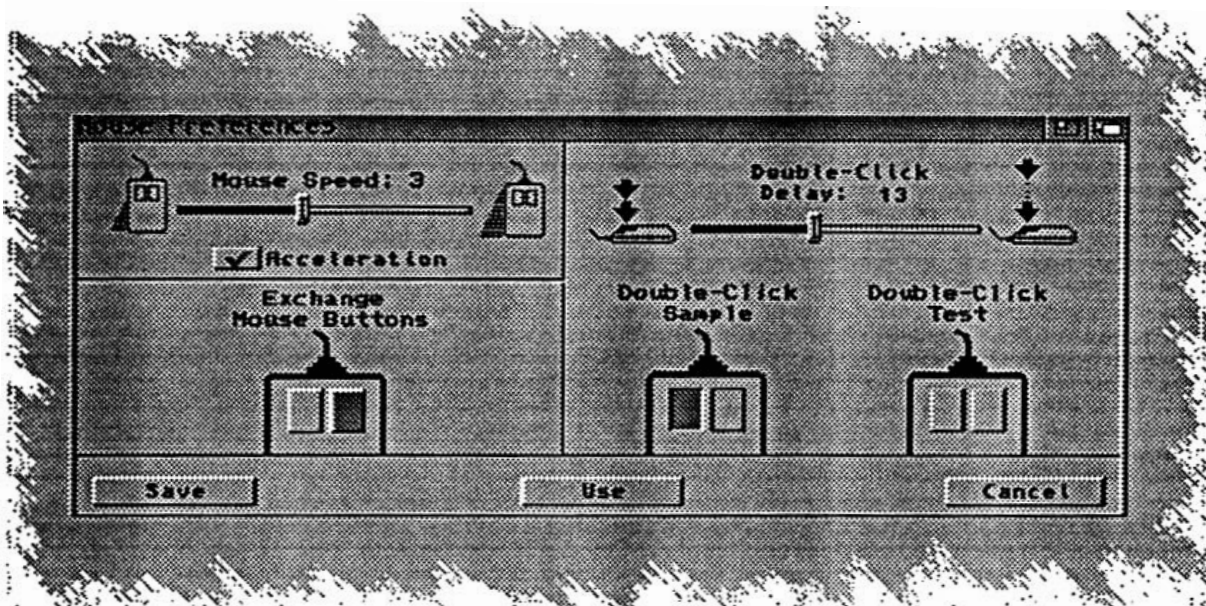 Mouse Preferences
Mouse Speed: 3
Acceleration
Exchange
Mouse Buttons
Double-Click
Delay: 13
Double-Click
Sample
Double-Click
Test
Save
Use
Cancel